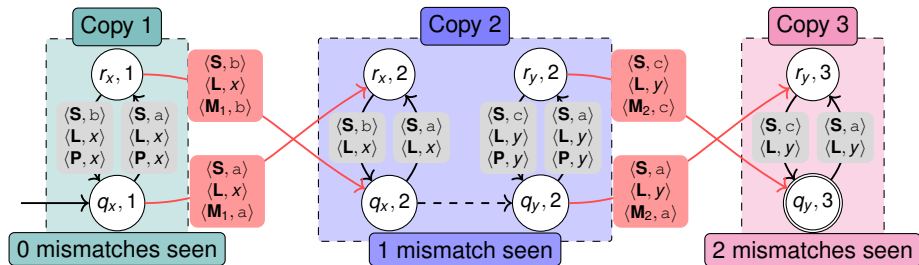 Copy 1
Copy 2
Copy 3
r_x, 1
⟨S, b⟩
⟨L, x⟩
⟨M_1, b⟩
r_x, 2
r_y, 2
⟨S, c⟩
⟨L, y⟩
⟨M_2, c⟩
r_y, 3
⟨S, b⟩
⟨L, x⟩
⟨P, x⟩
⟨S, a⟩
⟨L, x⟩
⟨P, x⟩
⟨S, b⟩
⟨L, x⟩
⟨S, a⟩
⟨L, x⟩
⟨S, c⟩
⟨L, y⟩
⟨P, y⟩
⟨S, a⟩
⟨L, y⟩
⟨P, y⟩
⟨S, c⟩
⟨L, y⟩
⟨S, a⟩
⟨L, y⟩
q_x, 1
⟨S, a⟩
⟨L, x⟩
⟨M_1, a⟩
q_x, 2
q_y, 2
⟨S, a⟩
⟨L, y⟩
⟨M_2, a⟩
q_y, 3
0 mismatches seen
1 mismatch seen
2 mismatches seen